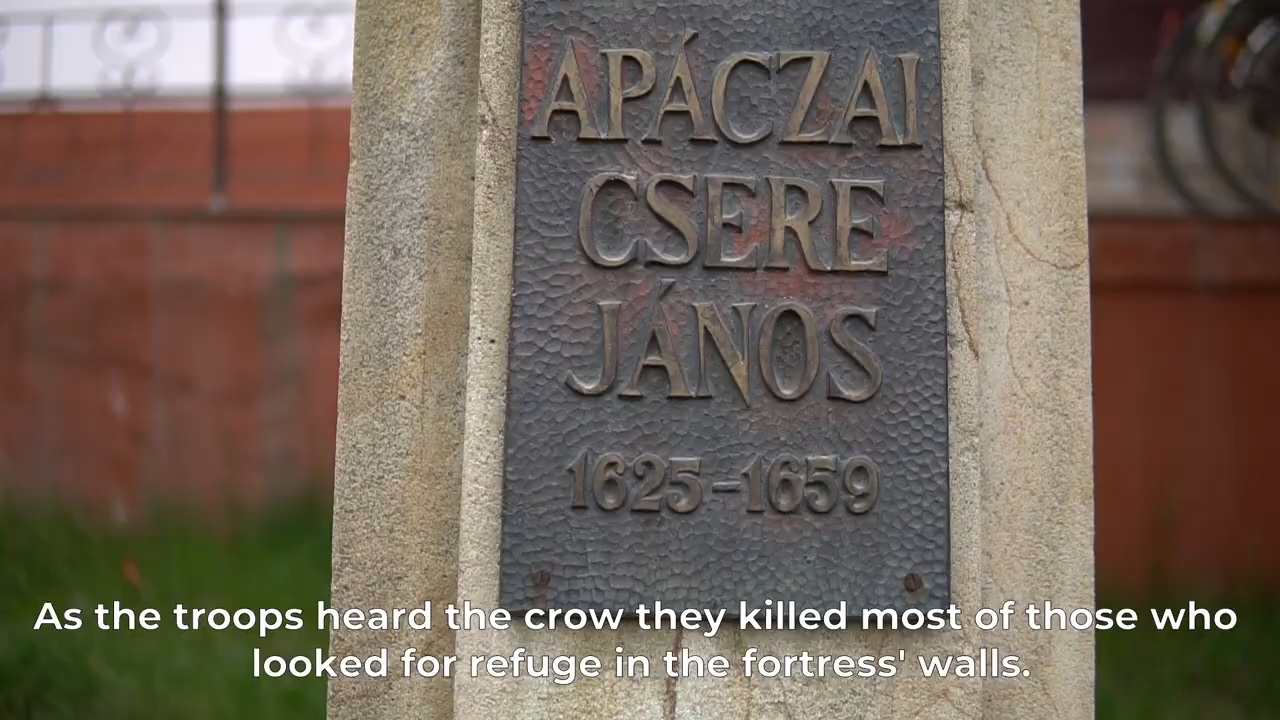 APÁCZAI
CSERE
JÁNOS
1625-1659
As the troops heard the crow they killed most of those who
looked for refuge in the fortress' walls.